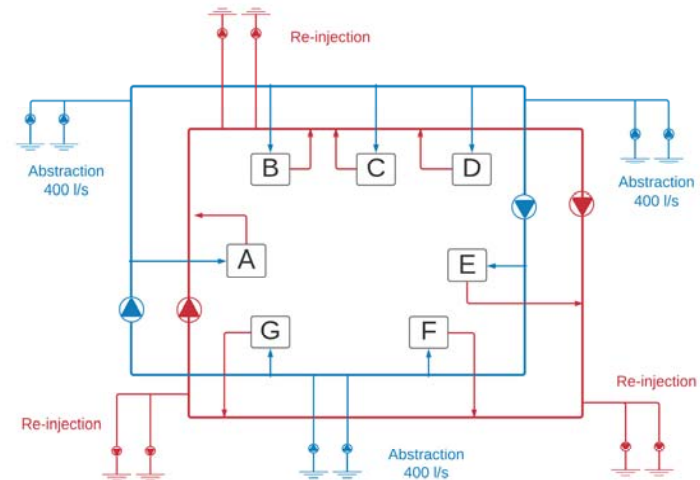 Re-injection
Abstraction
400 l/s
Abstraction
400 l/s
B
C
D
A
E
G
F
Re-injection
Re-injection
Abstraction
400 l/s